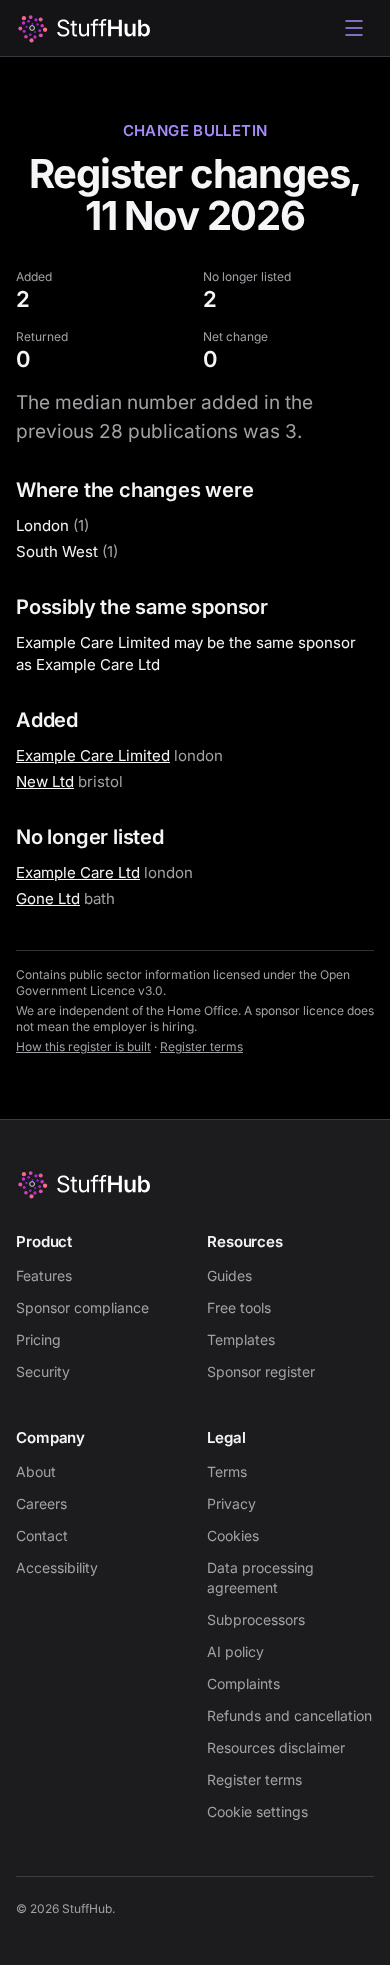 StuffHub
CHANGE BULLETIN
Register changes,
11 Nov 2026
Added
2
No longer listed
2
Returned
0
Net change
0
The median number added in the
previous 28 publications was 3.
Where the changes were
London (1)
South West (1)
Possibly the same sponsor
Example Care Limited may be the same sponsor
as Example Care Ltd
Added
Example Care Limited london
New Ltd bristol
No longer listed
Example Care Ltd london
Gone Ltd bath
Contains public sector information licensed under the Open
Government Licence v3.0.
We are independent of the Home Office. A sponsor licence does
not mean the employer is hiring.
How this register is built · Register terms
StuffHub
Product
Features
Sponsor compliance
Pricing
Security
Resources
Guides
Free tools
Templates
Sponsor register
Company
About
Careers
Contact
Accessibility
Legal
Terms
Privacy
Cookies
Data processing
agreement
Subprocessors
AI policy
Complaints
Refunds and cancellation
Resources disclaimer
Register terms
Cookie settings
© 2026 StuffHub.